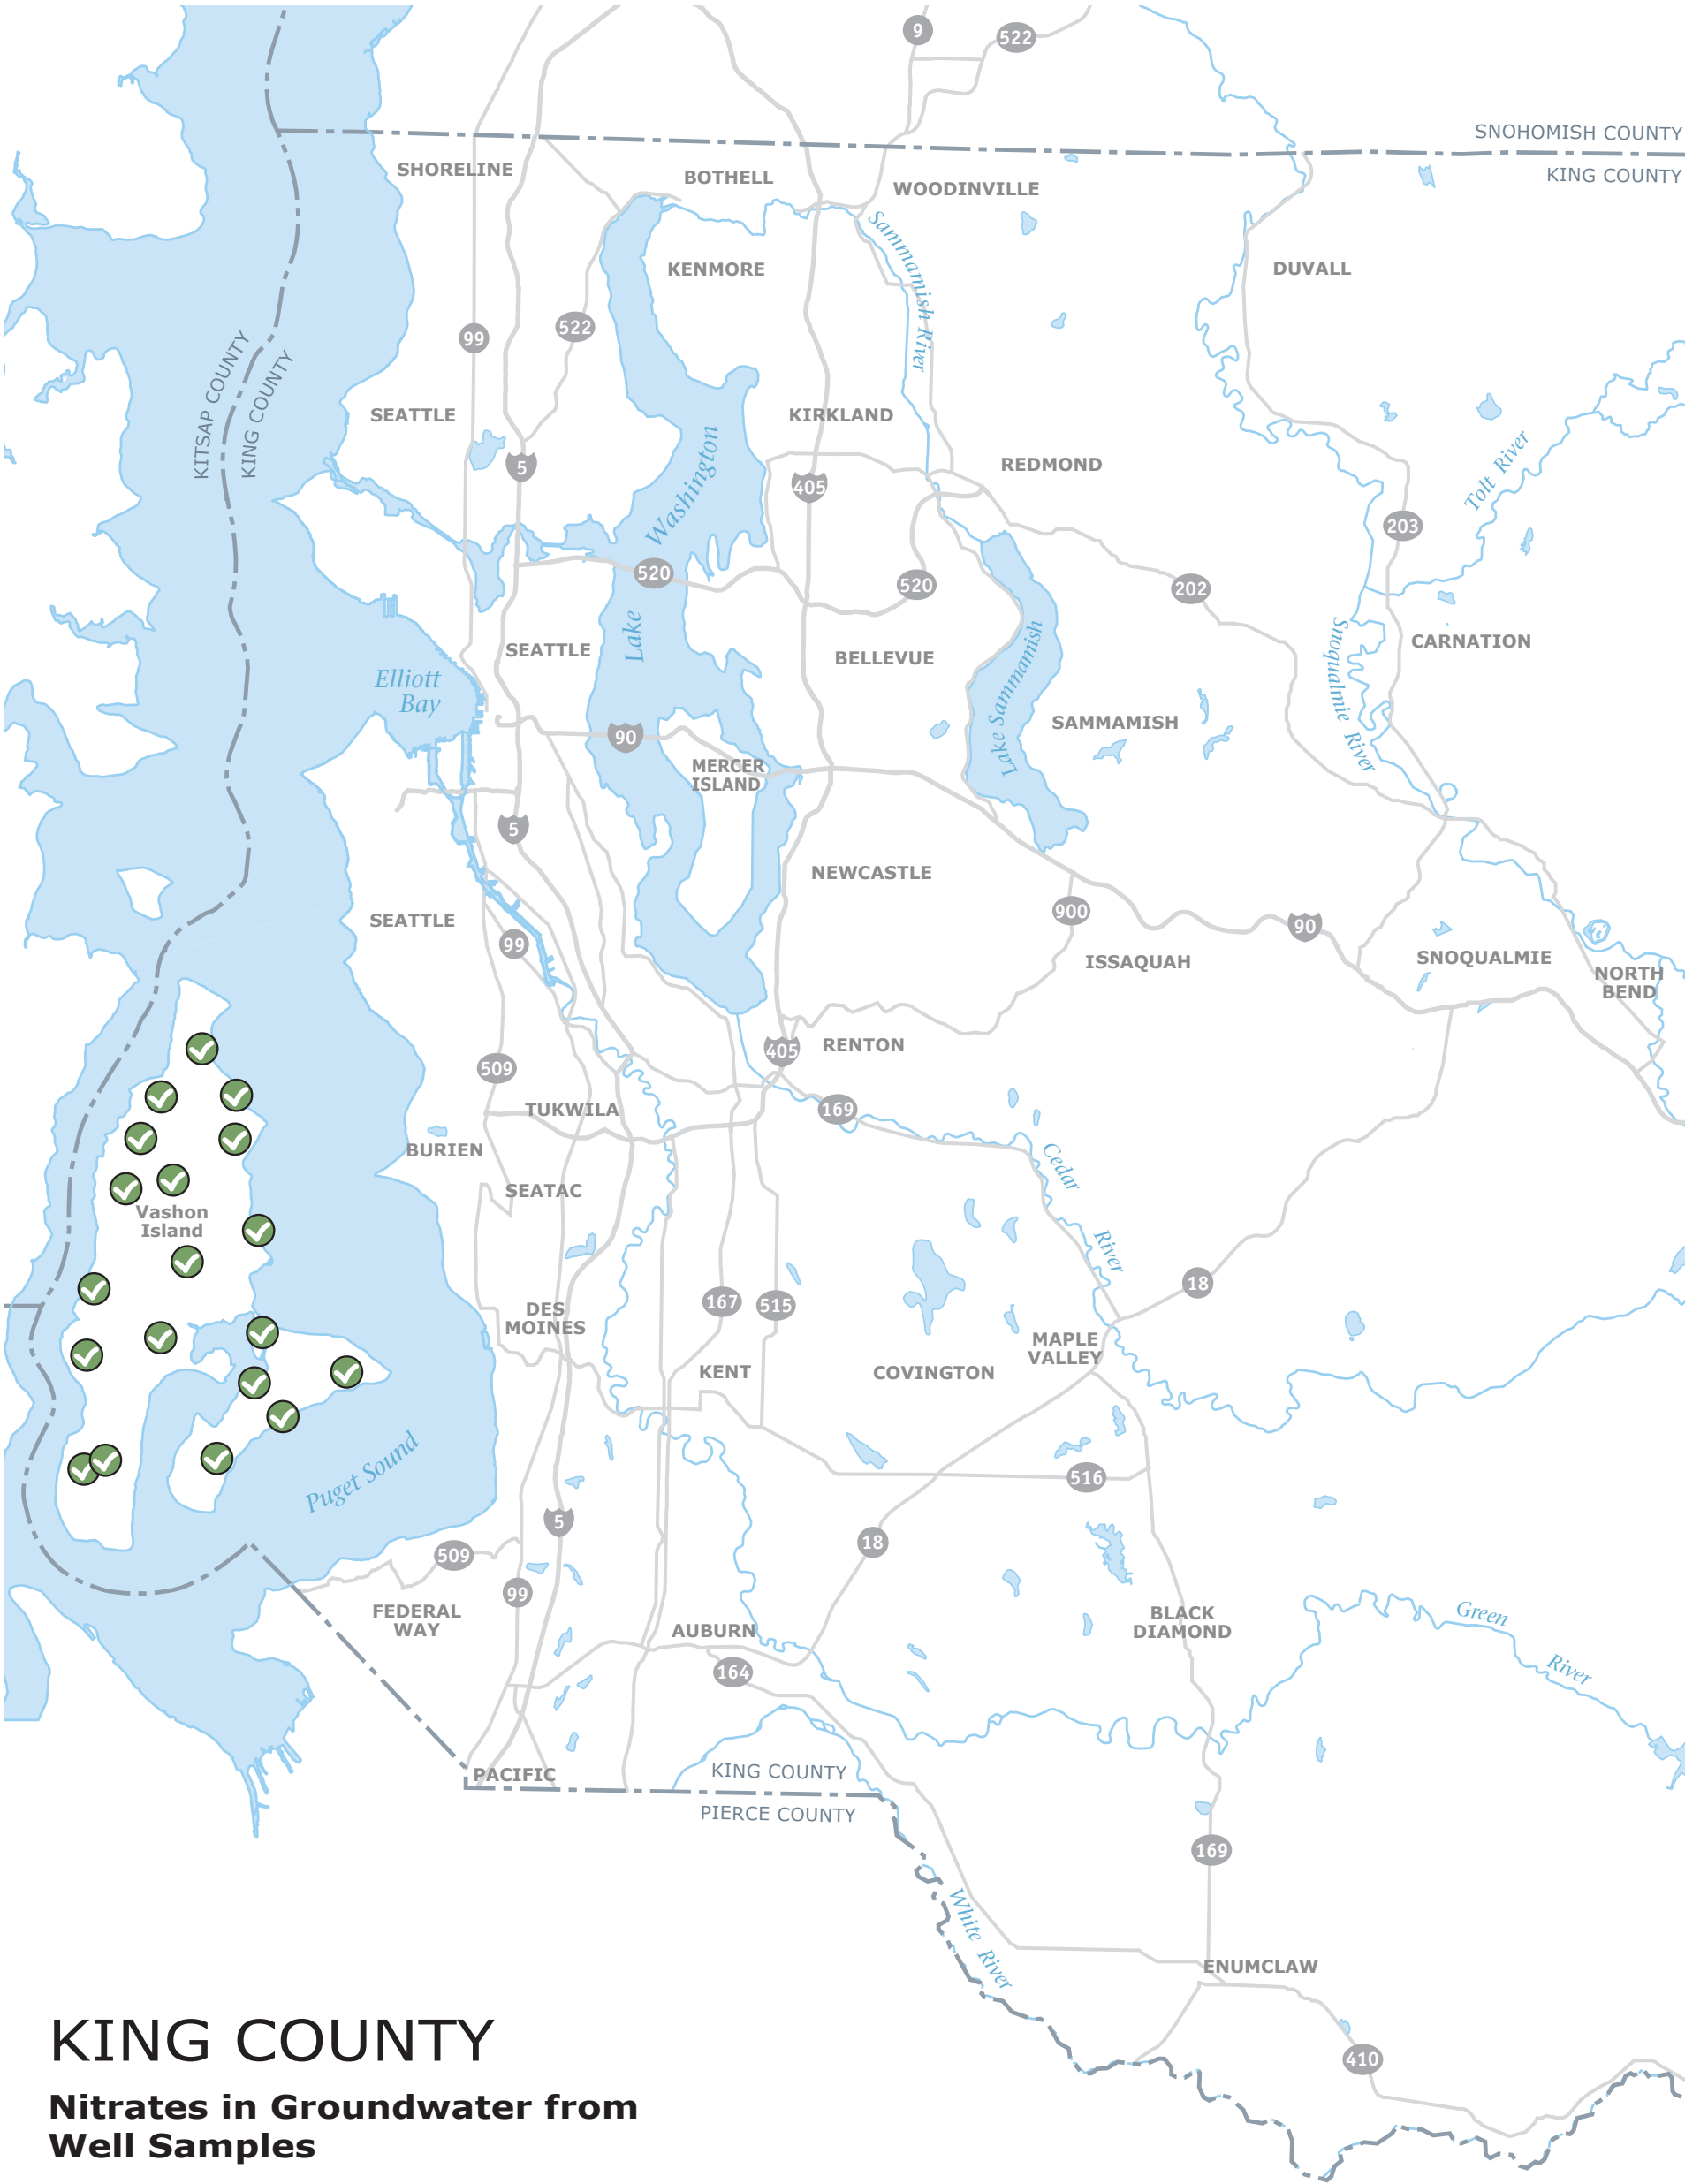 9
522
SNOHOMISH COUNTY
KING COUNTY
SHORELINE
BOTHELL
WOODINVILLE
Sammamish River
KENMORE
DUVALL
99
522
KITSAP COUNTY
KING COUNTY
SEATTLE
KIRKLAND
5
405
REDMOND
Tolt River
203
Lake Washington
520
520
202
Snoqualmie River
CARNATION
SEATTLE
BELLEVUE
Lake Sammamish
Elliott
Bay
90
SAMMAMISH
MERCER
ISLAND
5
NEWCASTLE
SEATTLE
99
900
90
ISSAQUAH
SNOQUALMIE
NORTH
BEND
405
RENTON
509
TUKWILA
169
BURIEN
Cedar River
SEATAC
Vashon
Island
18
167
515
DES
MOINES
MAPLE
VALLEY
KENT
COVINGTON
Puget Sound
516
5
18
509
99
FEDERAL
WAY
AUBURN
BLACK
DIAMOND
Green River
164
PACIFIC
KING COUNTY
PIERCE COUNTY
169
White River
ENUMCLAW
410
KING COUNTY
Nitrates in Groundwater from
Well Samples